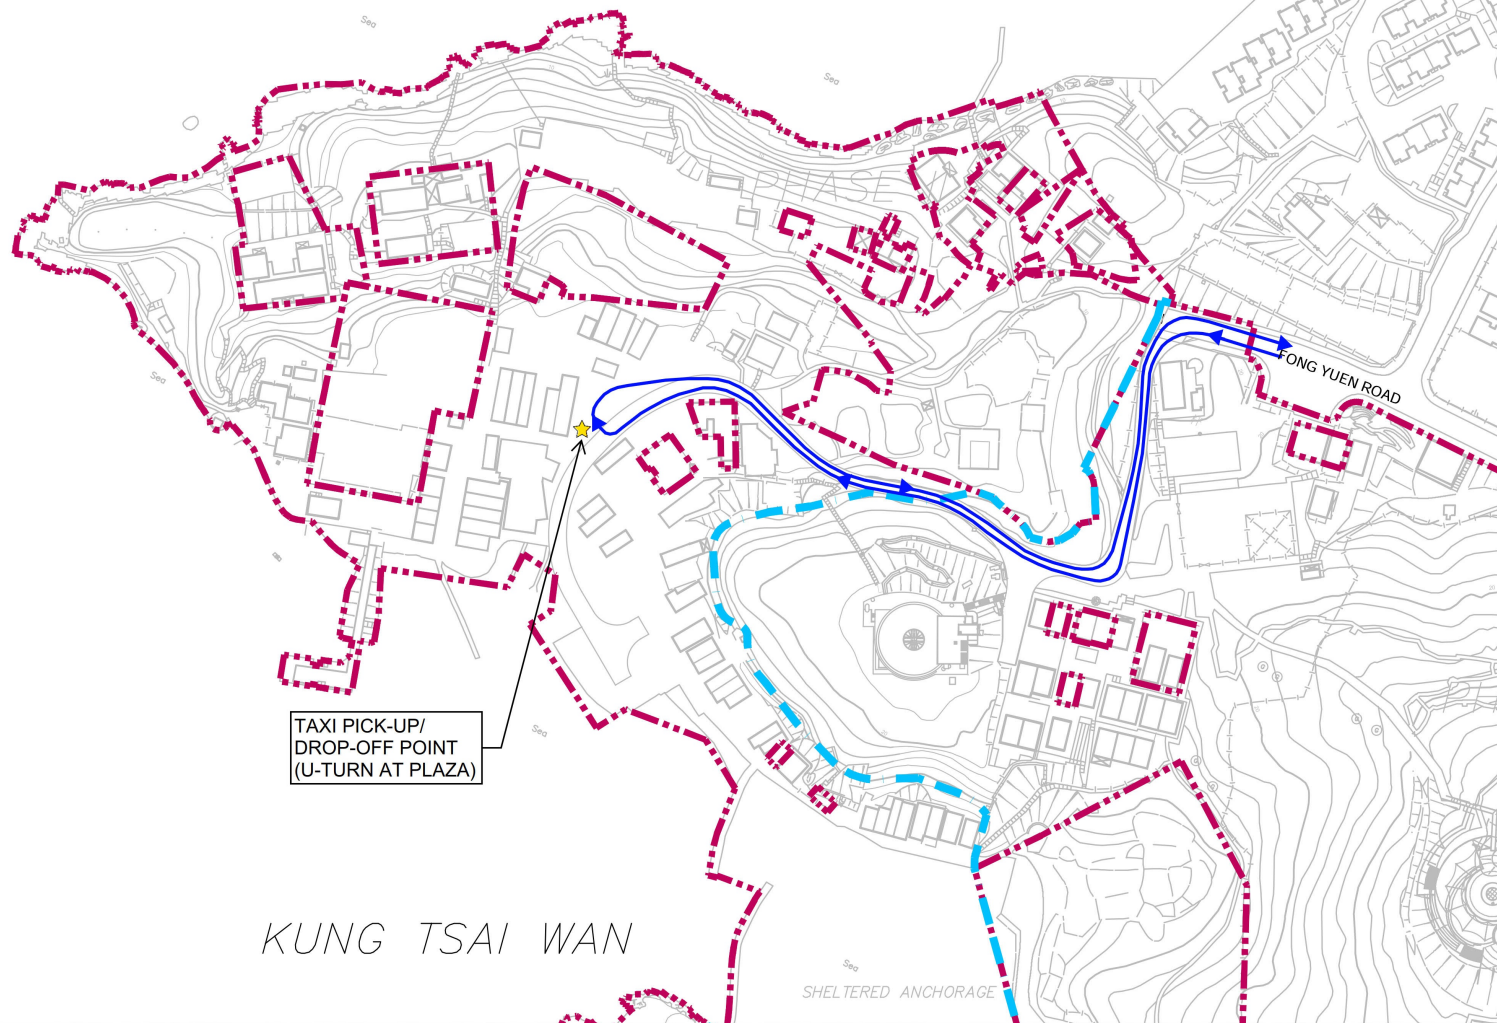 Sea
Sea
PHASE
FONG YUEN ROAD
Sea
TAXI PICK-UP/
DROP-OFF POINT
(U-TURN AT PLAZA)
Sea
KUNG TSAI WAN
Sea
SHELTERED ANCHORAGE